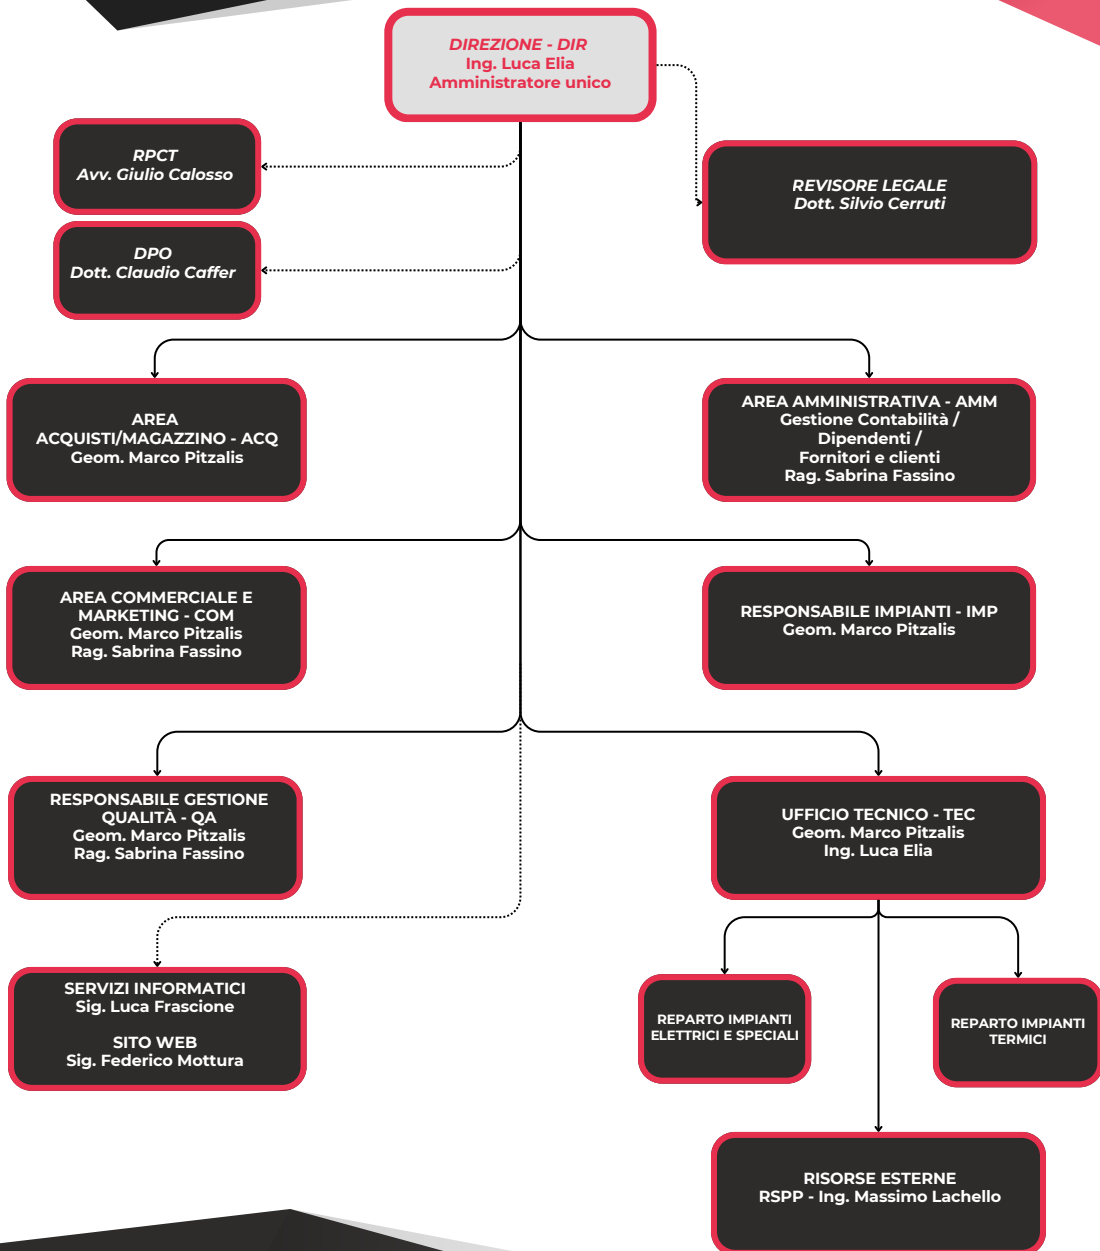 DIREZIONE - DIR
Ing. Luca Elia
Amministratore unico
RPCT
Avv. Giulio Calosso
REVISORE LEGALE
Dott. Silvio Cerruti
DPO
Dott. Claudio Caffer
AREA
ACQUISTI/MAGAZZINO - ACQ
Geom. Marco Pitzalis
AREA AMMINISTRATIVA - AMM
Gestione Contabilità /
Dipendenti /
Fornitori e clienti
Rag. Sabrina Fassino
AREA COMMERCIALE E
MARKETING - COM
Geom. Marco Pitzalis
Rag. Sabrina Fassino
RESPONSABILE IMPIANTI - IMP
Geom. Marco Pitzalis
RESPONSABILE GESTIONE
QUALITÀ - QA
Geom. Marco Pitzalis
Rag. Sabrina Fassino
UFFICIO TECNICO - TEC
Geom. Marco Pitzalis
Ing. Luca Elia
SERVIZI INFORMATICI
Sig. Luca Frascione
SITO WEB
Sig. Federico Mottura
REPARTO IMPIANTI
ELETTRICI E SPECIALI
REPARTO IMPIANTI
TERMICI
RISORSE ESTERNE
RSPP - Ing. Massimo Lachello